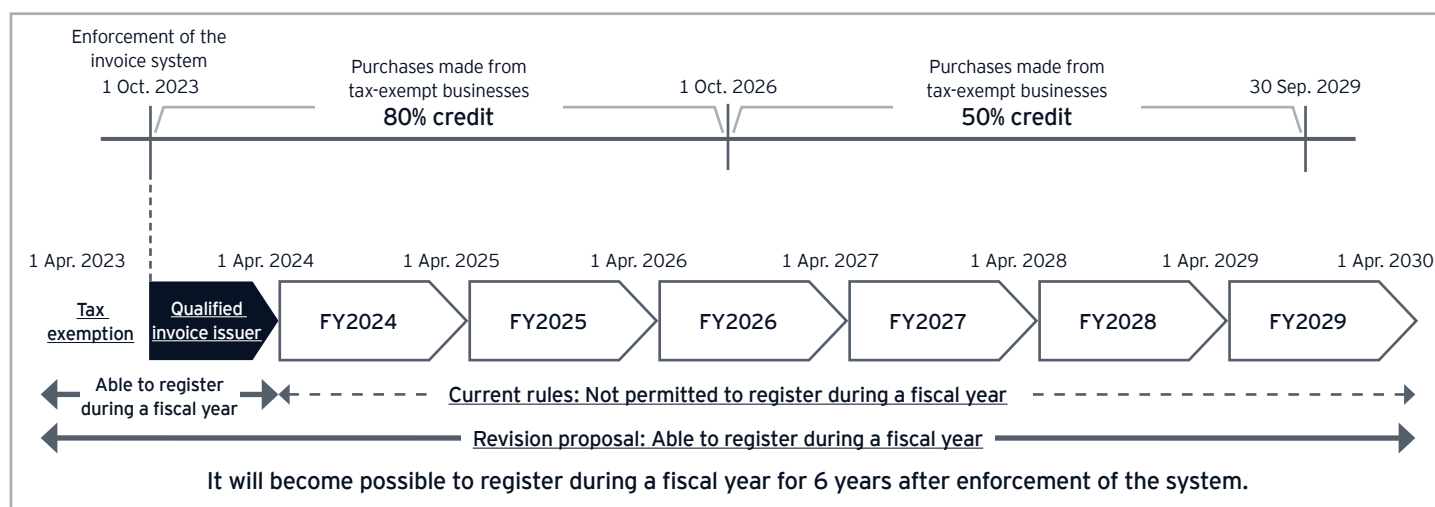 Enforcement of the
invoice system
1 Oct. 2023
Purchases made from
tax-exempt businesses
80% credit
1 Oct. 2026
Purchases made from
tax-exempt businesses
50% credit
30 Sep. 2029
1 Apr. 2023
1 Apr. 2024
1 Apr. 2025
1 Apr. 2026
1 Apr. 2027
1 Apr. 2028
1 Apr. 2029
1 Apr. 2030
Tax
exemption
Qualified
invoice issuer
FY2024
FY2025
FY2026
FY2027
FY2028
FY2029
Able to register
during a fiscal year
Current rules: Not permitted to register during a fiscal year
Revision proposal: Able to register during a fiscal year
It will become possible to register during a fiscal year for 6 years after enforcement of the system.